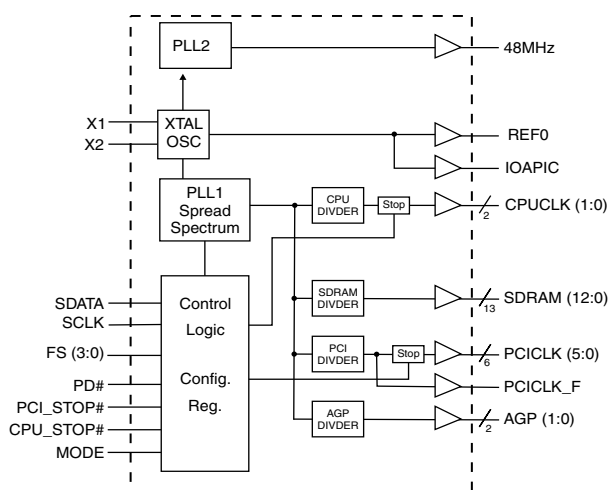 PLL2
48MHz
X1
X2
XTAL
OSC
REF0
IOAPIC
PLL1
Spread
Spectrum
CPU
DIVDER
Stop
2
CPUCLK (1:0)
SDATA
SCLK
FS (3:0)
PD#
PCI_STOP#
CPU_STOP#
MODE
Control
Logic
Config.
Reg.
SDRAM
DIVDER
13
SDRAM (12:0)
PCI
DIVDER
Stop
6
PCICLK (5:0)
PCICLK_F
AGP
DIVDER
2
AGP (1:0)